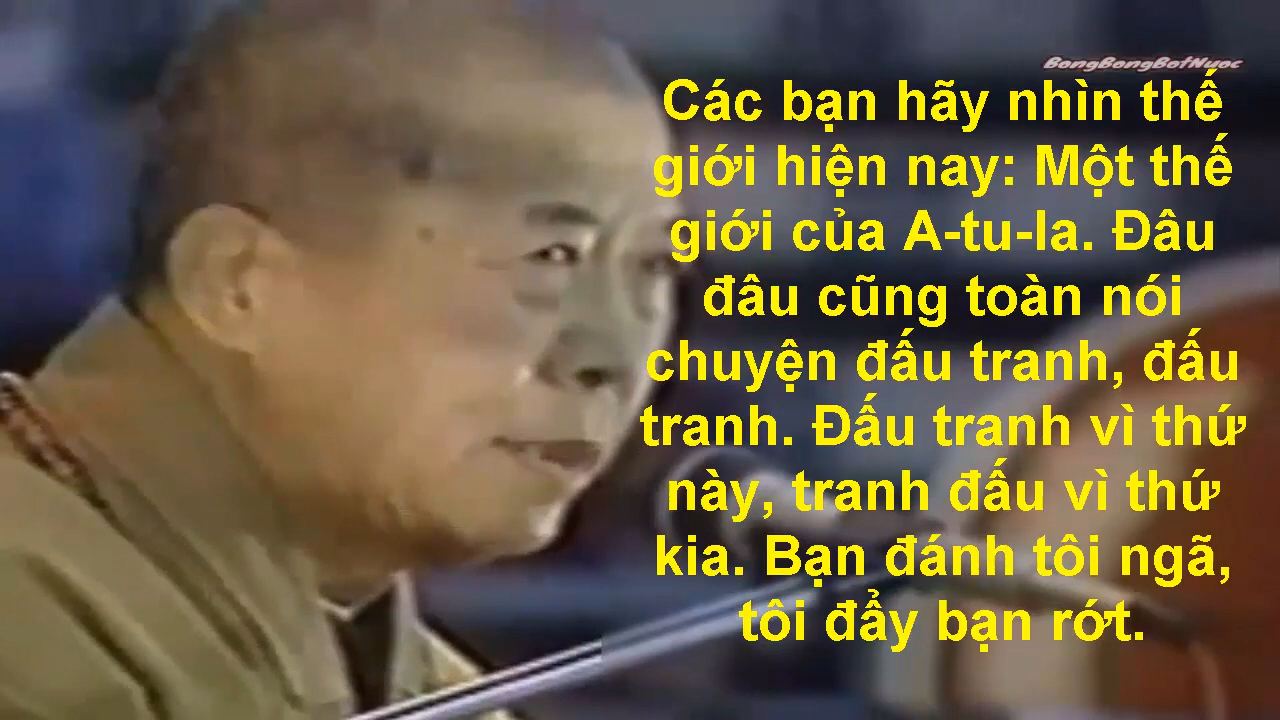 BongBongBotNuoc
Các bạn hãy nhìn thế
giới hiện nay: Một thế
giới của A-tu-la. Đâu
đâu cũng toàn nói
chuyện đấu tranh, đấu
tranh. Đấu tranh vì thứ
này, tranh đấu vì thứ
kia. Bạn đánh tôi ngã,
tôi đẩy bạn rớt.